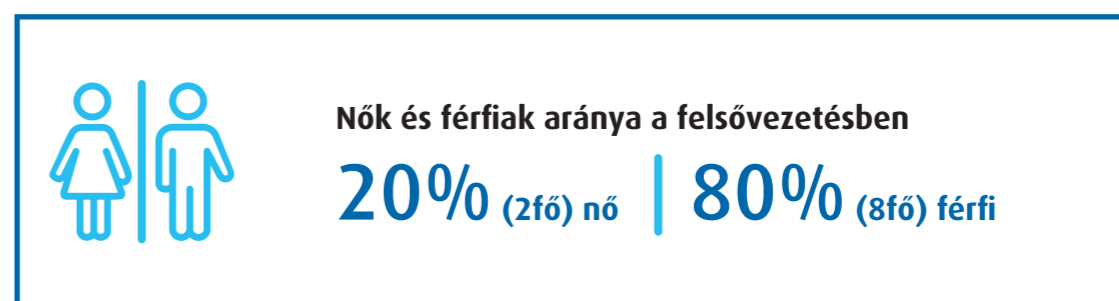 Nők és férfiak aránya a felsővezetésben
20% (2fő) nő | 80% (8fő) férfi